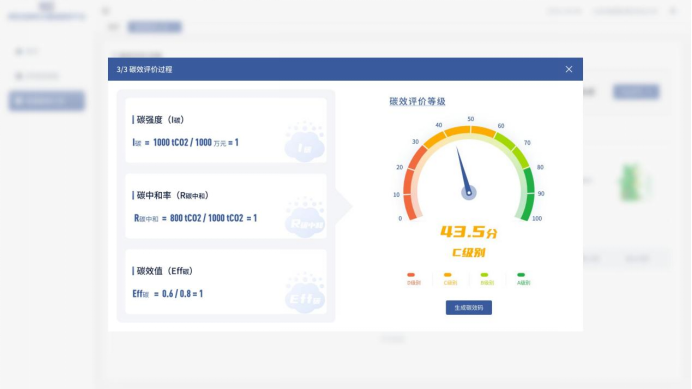 3/3 碳效评价过程
碳强度（I碳）
I碳 = 1000 tCO2 / 1000 万元 = 1
I碳
碳中和率（R碳中和）
R碳中和 = 800 tCO2 / 1000 tCO2 = 1
R碳中和
碳效值（Eff碳）
Eff碳 = 0.6 / 0.8 = 1
Eff碳
碳效评价等级
0
10
20
30
40
50
60
70
80
90
100
43.5分
C级别
D级别 C级别 B级别 A级别
生成碳效码